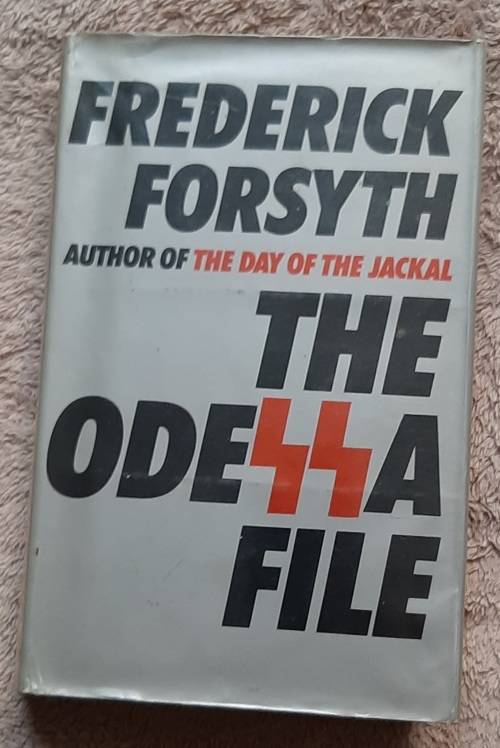 FREDERICK
FORSYTH
AUTHOR OF THE DAY OF THE JACKAL
THE
ODESSA
FILE